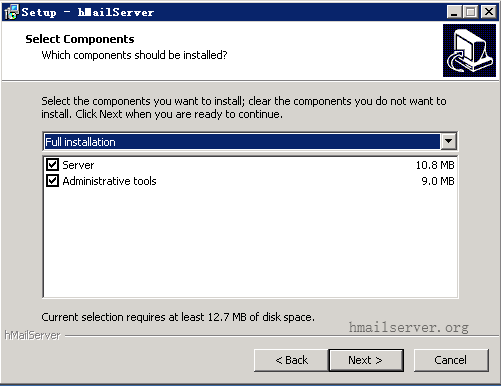 Setup - hMailServer
Select Components
Which components should be installed?
Select the components you want to install; clear the components you do not want to
install. Click Next when you are ready to continue.
Full installation
Server 10.8 MB
Administrative tools 9.0 MB
Current selection requires at least 12.7 MB of disk space.
hmailserver.org
hMailServer
< Back Next > Cancel